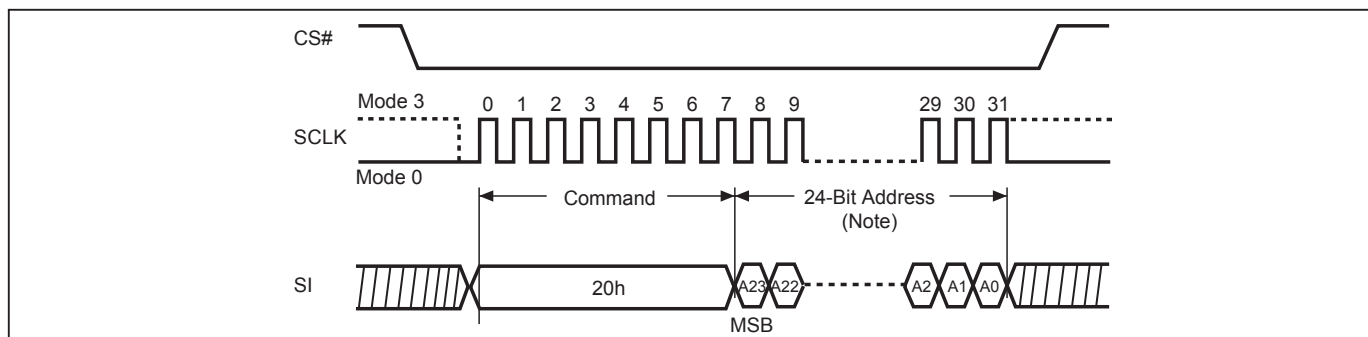 CS#
Mode 3
0 1 2 3 4 5 6 7 8 9 29 30 31
SCLK
Mode 0
Command
24-Bit Address
(Note)
SI
20h
A23 A22 A2 A1 A0
MSB